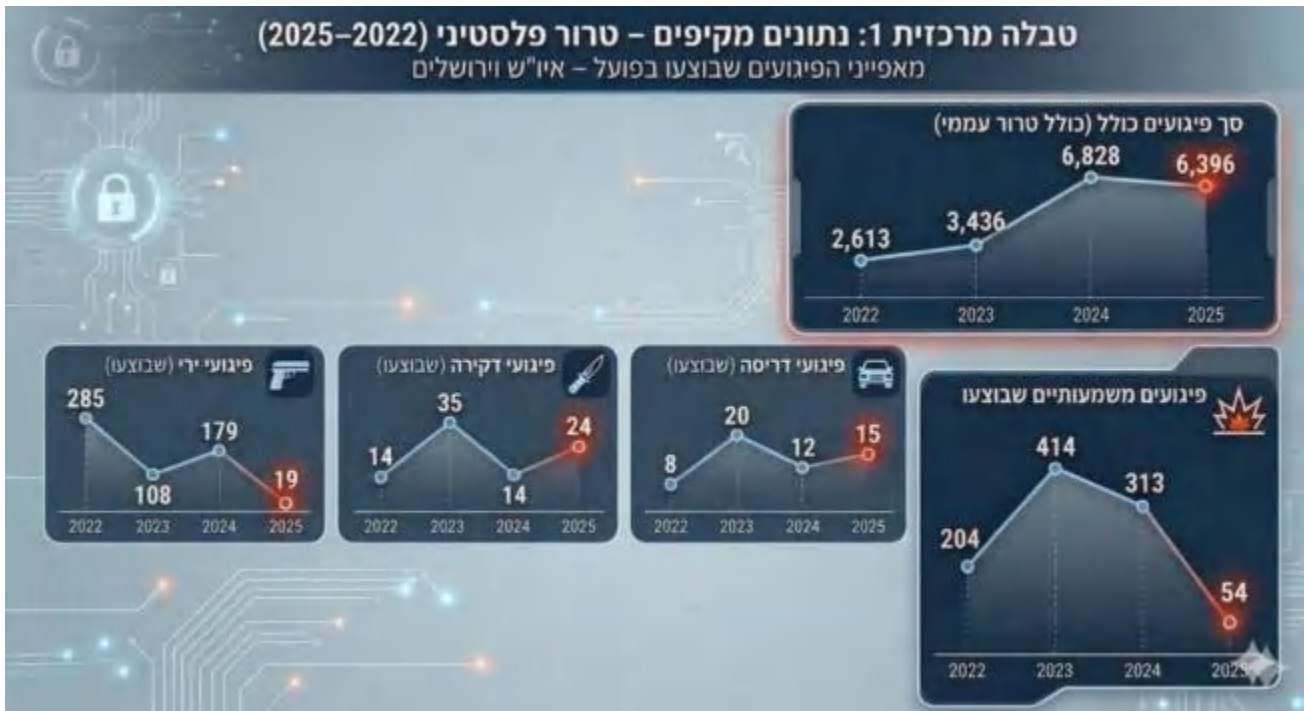 טבלה מרכזית 1: נתונים מקיפים – טרור פלסטיני (2022–2025)
מאפייני הפיגועים שבוצעו בפועל – איו"ש וירושלים
סך פיגועים כולל (כולל טרור עממי)
2,613
3,436
6,828
6,396
2022 2023 2024 2025
פיגועים משמעותיים שבוצעו
204
414
313
54
2022 2023 2024 2025
פיגועי דריסה (שבוצעו)
8
20
12
15
2022 2023 2024 2025
פיגועי דקירה (שבוצעו)
14
35
14
24
2022 2023 2024 2025
פיגועי ירי (שבוצעו)
285
108
179
19
2022 2023 2024 2025